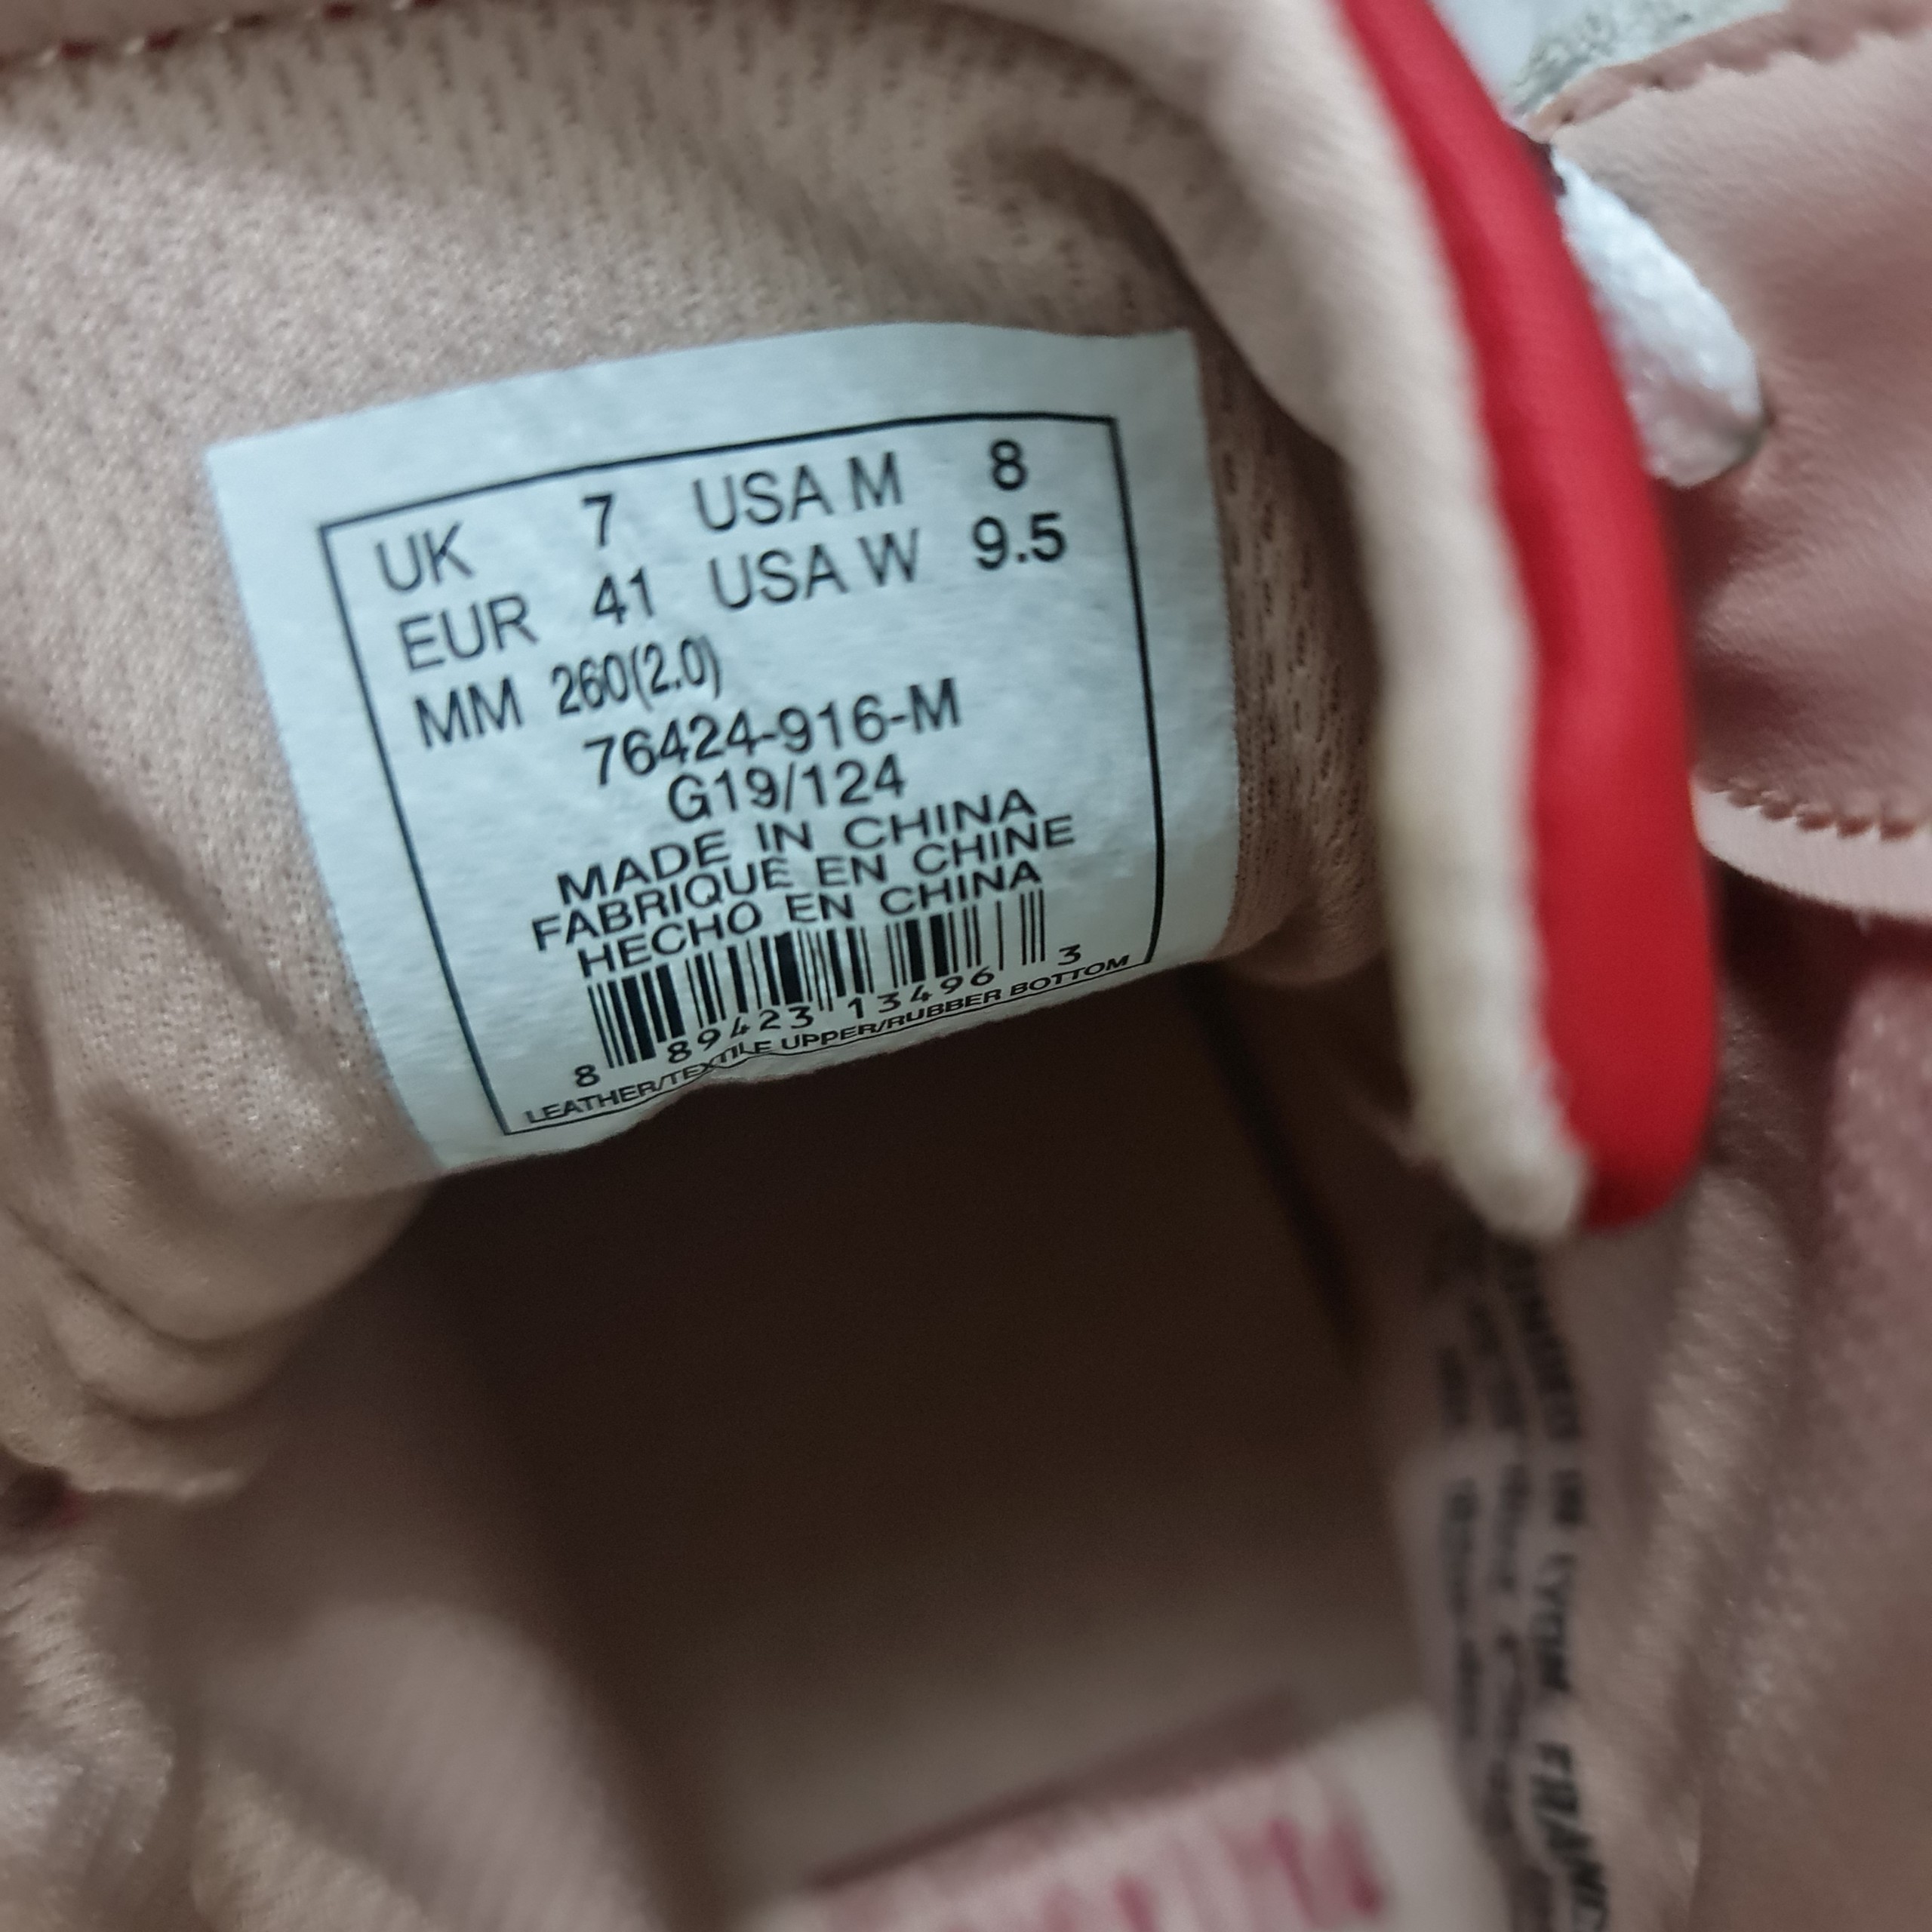 UK 7 USA M 8
EUR 41 USA W 9.5
MM 260(2.0)
76424-916-M
G19/124
MADE IN CHINA
FABRIQUE EN CHINE
HECHO EN CHINA
8 89423 13496 3
LEATHER/TEXTILE UPPER/RUBBER BOTTOM